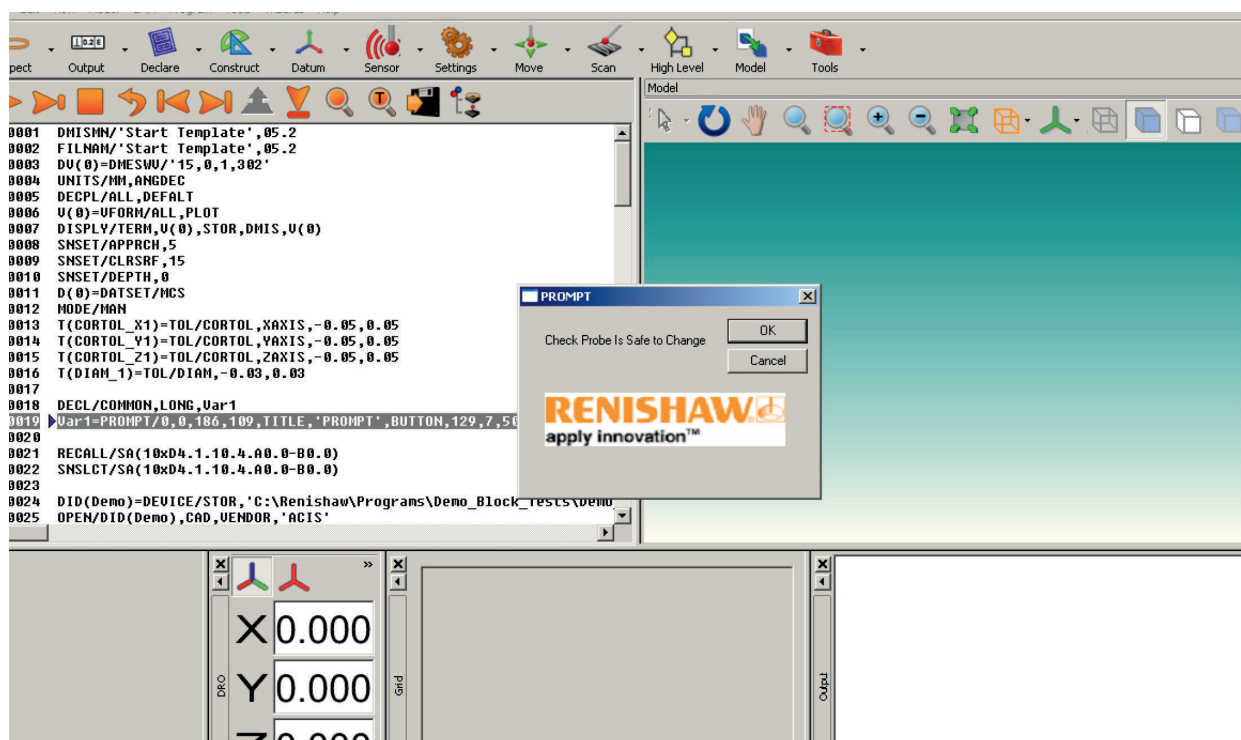 pect Output Declare Construct Datum Sensor Settings Move Scan High Level Model Tools
Model
0001 DMISMN/'Start Template',05.2
0002 FILNAM/'Start Template',05.2
0003 DV(0)=DMESWV/'15,0,1,302'
0004 UNITS/MM,ANGDEC
0005 DECPL/ALL,DEFALT
0006 V(0)=VFORM/ALL,PLOT
0007 DISPLY/TERM,V(0),STOR,DMIS,V(0)
0008 SNSET/APPRCH,5
0009 SNSET/CLRSRF,15
0010 SNSET/DEPTH,0
0011 D(0)=DATSET/MCS
0012 MODE/MAN
0013 T(CORTOL_X1)=TOL/CORTOL,XAXIS,-0.05,0.05
0014 T(CORTOL_Y1)=TOL/CORTOL,YAXIS,-0.05,0.05
0015 T(CORTOL_Z1)=TOL/CORTOL,ZAXIS,-0.05,0.05
0016 T(DIAM_1)=TOL/DIAM,-0.03,0.03
0017
0018 DECL/COMMON,LONG,Var1
0019 Var1=PROMPT/0,0,186,109,TITLE,'PROMPT',BUTTON,129,7,50
0020
0021 RECALL/SA(10xD4.1.10.4.A0.0-B0.0)
0022 SNSLCT/SA(10xD4.1.10.4.A0.0-B0.0)
0023
0024 DID(Demo)=DEVICE/STOR,'C:\Renishaw\Programs\Demo_Block_Tests\Demo
0025 OPEN/DID(Demo),CAD,VENDOR,'ACIS'
PROMPT
Check Probe Is Safe to Change
OK
Cancel
RENISHAW
apply innovation™
DRO
X 0.000
Y 0.000
Z 0.000
Grid
Output